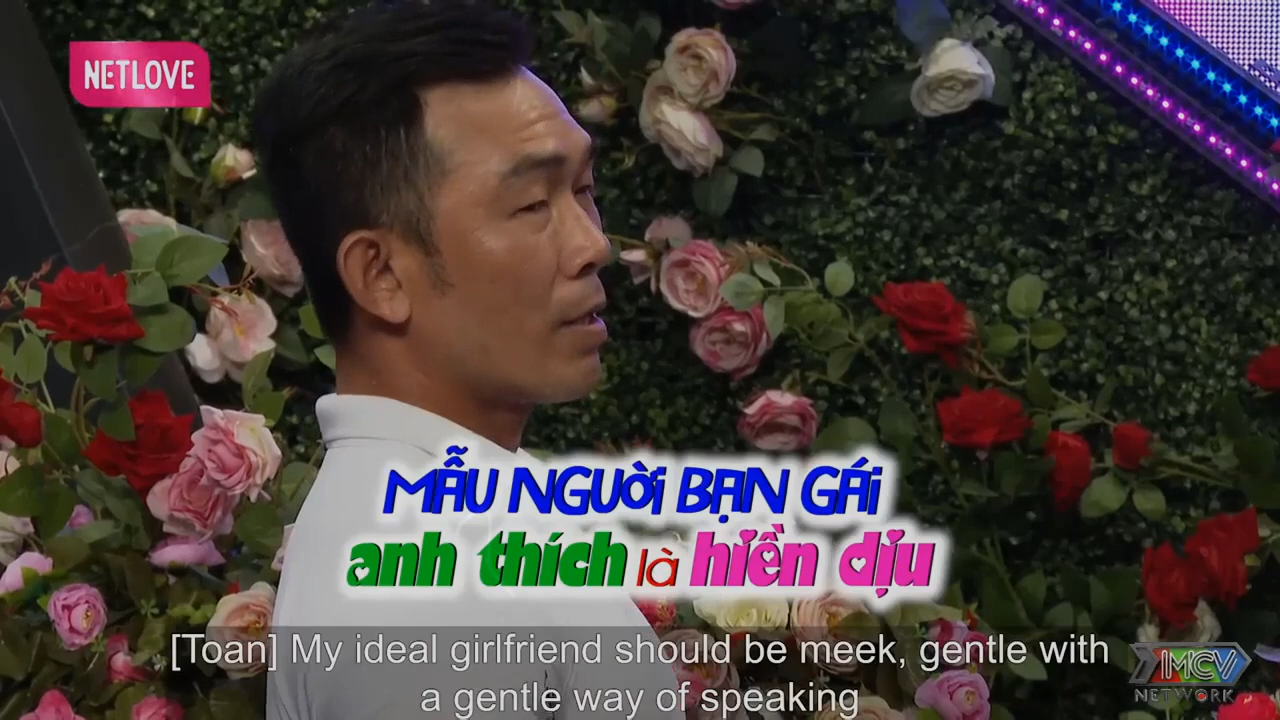 NETLOVE
MẪU NGƯỜI BẠN GÁI
anh thích là hiền dịu
[Toan] My ideal girlfriend should be meek, gentle with
a gentle way of speaking
MCV
NETWORK